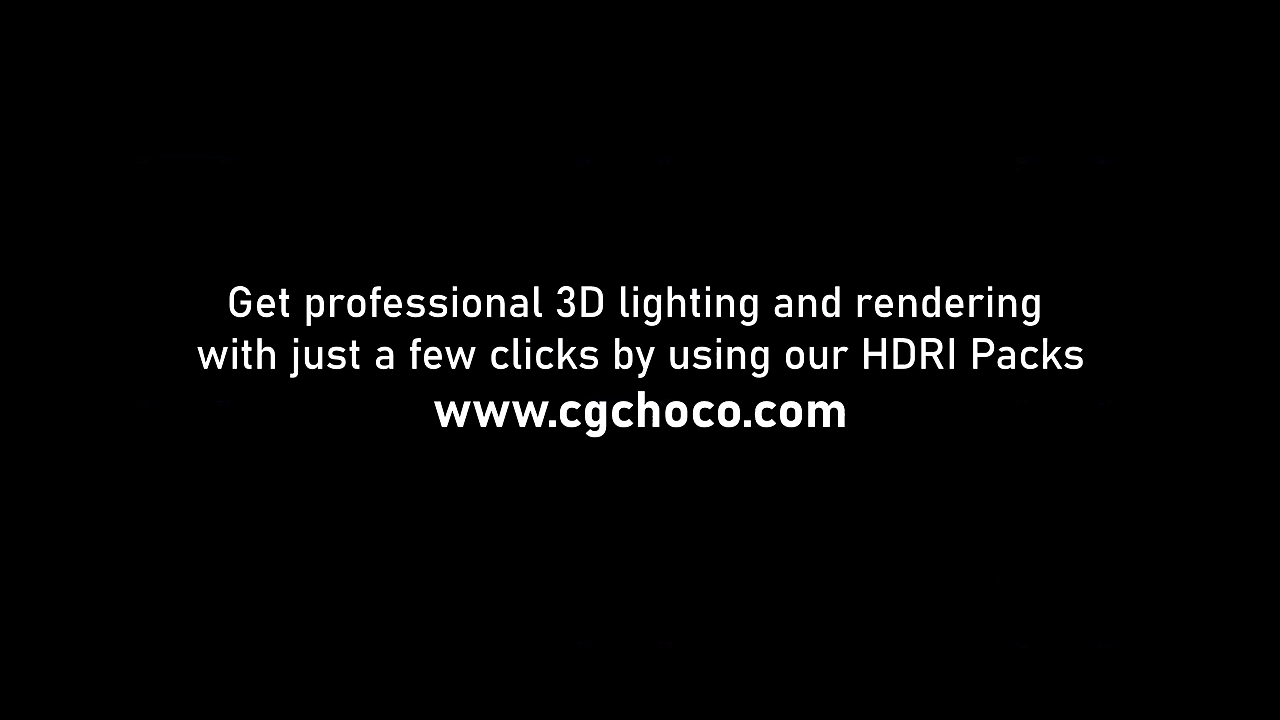 Get professional 3D lighting and rendering
with just a few clicks by using our HDRI Packs
www.cgchoco.com